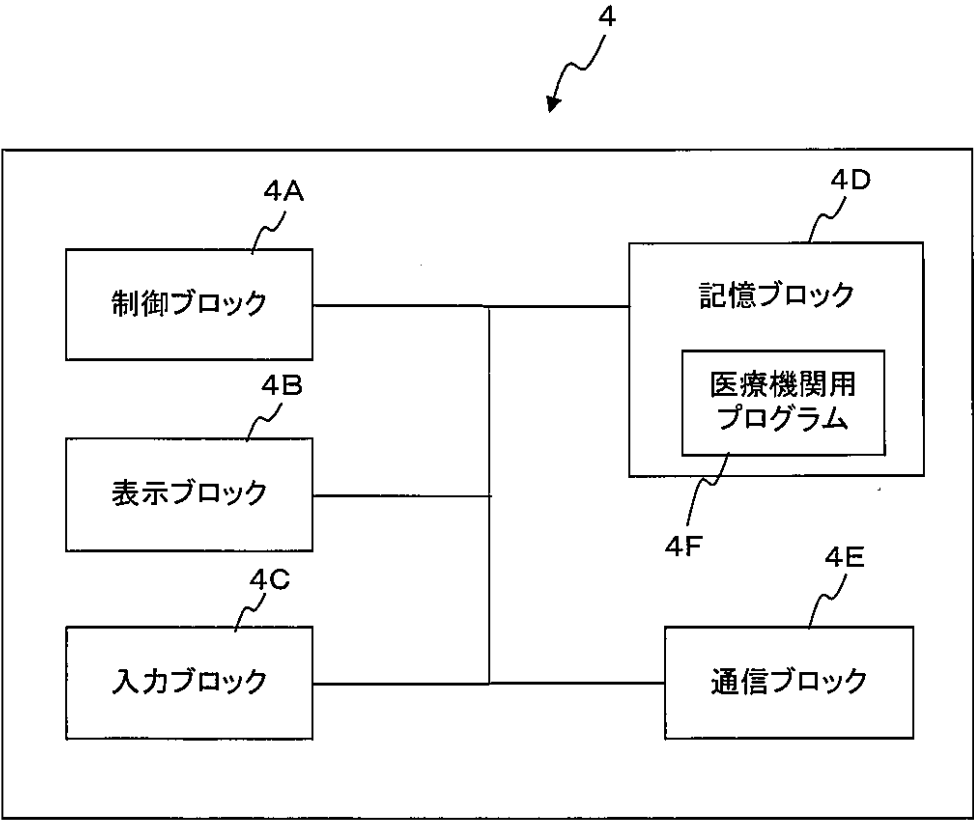 4
4A
制御ブロック
4D
記憶ブロック
医療機関用
プログラム
4F
4B
表示ブロック
4C
入力ブロック
4E
通信ブロック